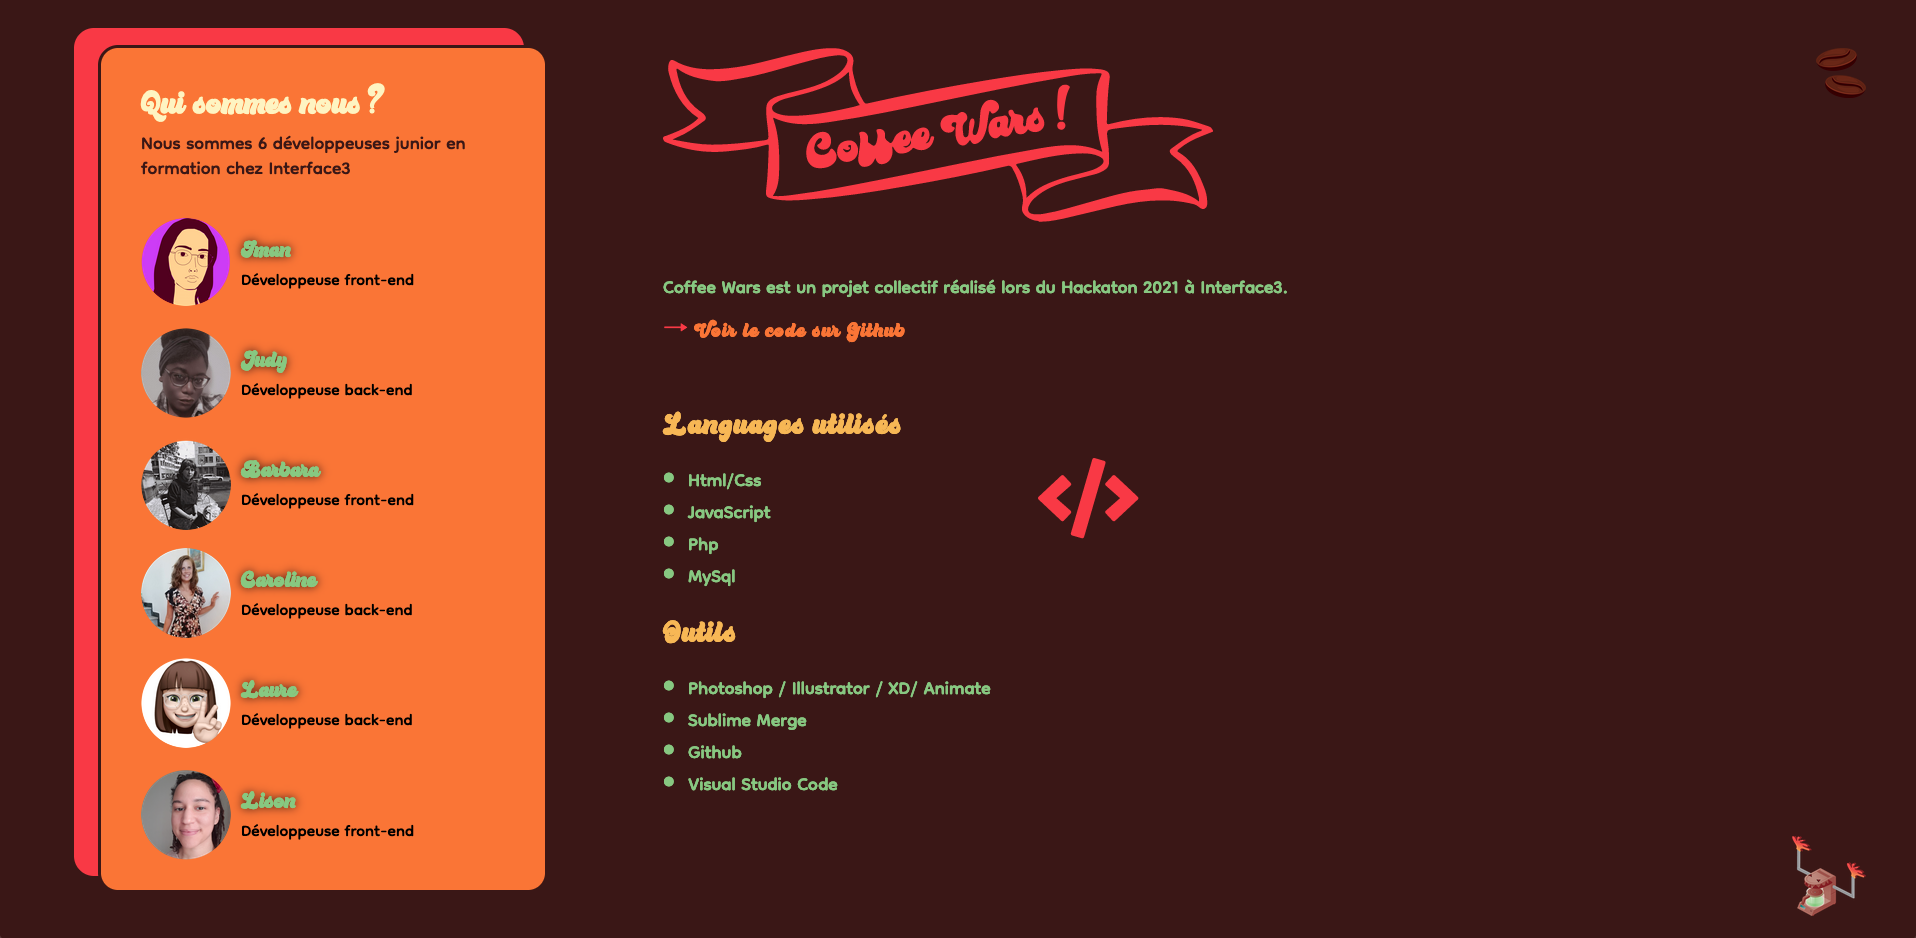 Qui sommes nous ?
Nous sommes 6 développeuses junior en
formation chez Interface3
Iman
Développeuse front-end
Judy
Développeuse back-end
Barbara
Développeuse front-end
Caroline
Développeuse back-end
Laure
Développeuse back-end
Lison
Développeuse front-end
Coffee Wars !
Coffee Wars est un projet collectif réalisé lors du Hackaton 2021 à Interface3.
→ Voir le code sur Github
Languages utilisés
Html/Css
JavaScript
Php
MySql
</>
Outils
Photoshop / Illustrator / XD/ Animate
Sublime Merge
Github
Visual Studio Code